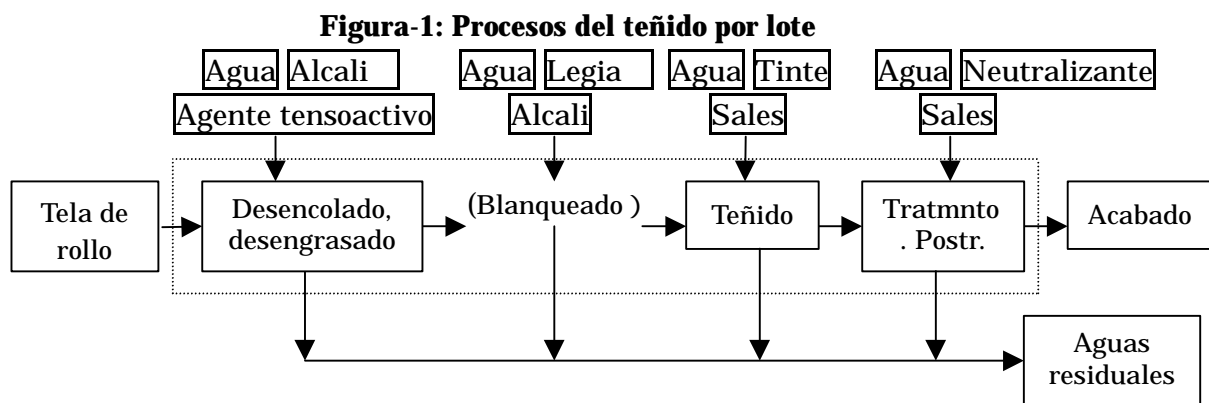 Figura-1: Procesos del teñido por lote
Agua Alcali
Agente tensoactivo
Agua Legia
Alcali
Agua Tinte
Sales
Agua Neutralizante
Sales
Tela de
rollo
Desencolado,
desengrasado
(Blanqueado )
Teñido
Tratmnto
. Postr.
Acabado
Aguas
residuales